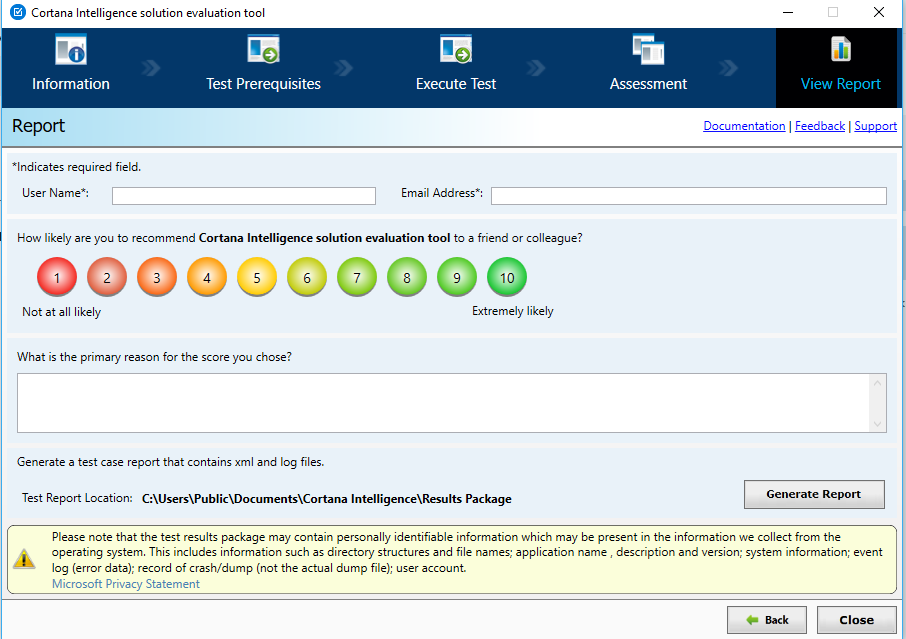 Cortana Intelligence solution evaluation tool
Information
Test Prerequisites
Execute Test
Assessment
View Report
Report
Documentation | Feedback | Support
*Indicates required field.
User Name*:
Email Address*:
How likely are you to recommend Cortana Intelligence solution evaluation tool to a friend or colleague?
1 2 3 4 5 6 7 8 9 10
Not at all likely
Extremely likely
What is the primary reason for the score you chose?
Generate a test case report that contains xml and log files.
Test Report Location: C:\Users\Public\Documents\Cortana Intelligence\Results Package
Generate Report
Please note that the test results package may contain personally identifiable information which may be present in the information we collect from the
operating system. This includes information such as directory structures and file names; application name , description and version; system information; event
log (error data); record of crash/dump (not the actual dump file); user account.
Microsoft Privacy Statement
Back
Close